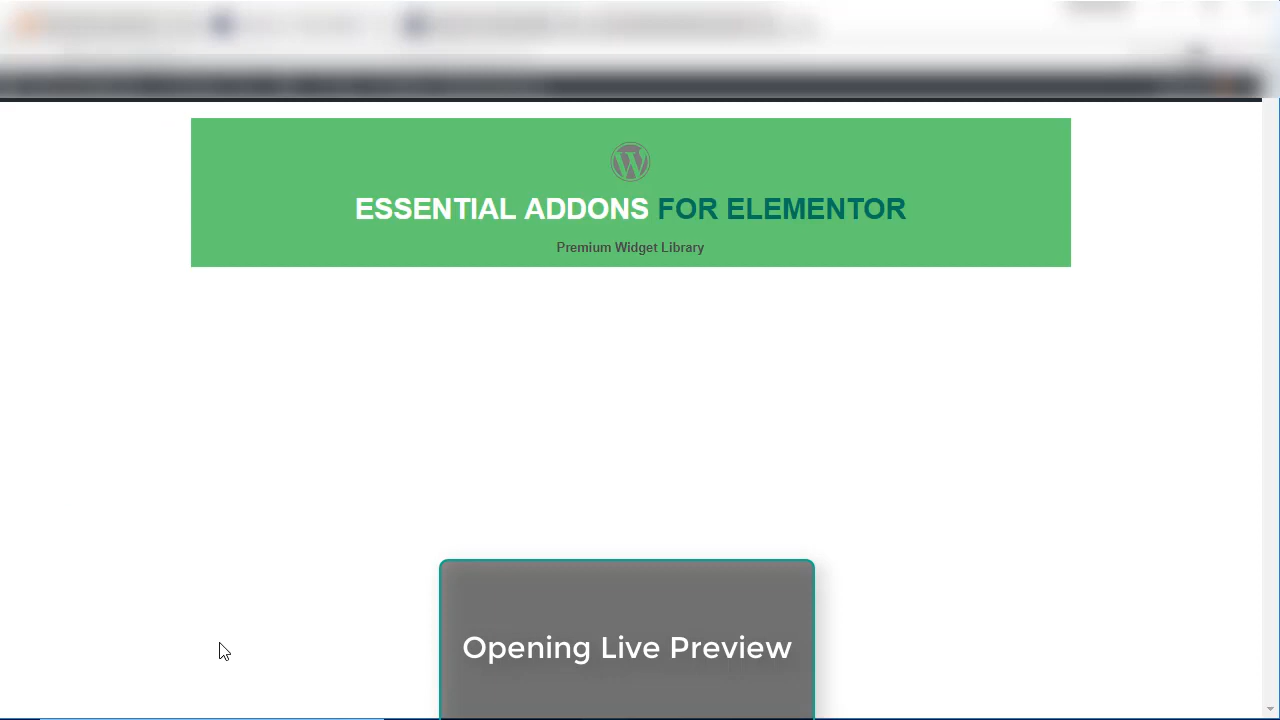 ESSENTIAL ADDONS FOR ELEMENTOR
Premium Widget Library
Opening Live Preview